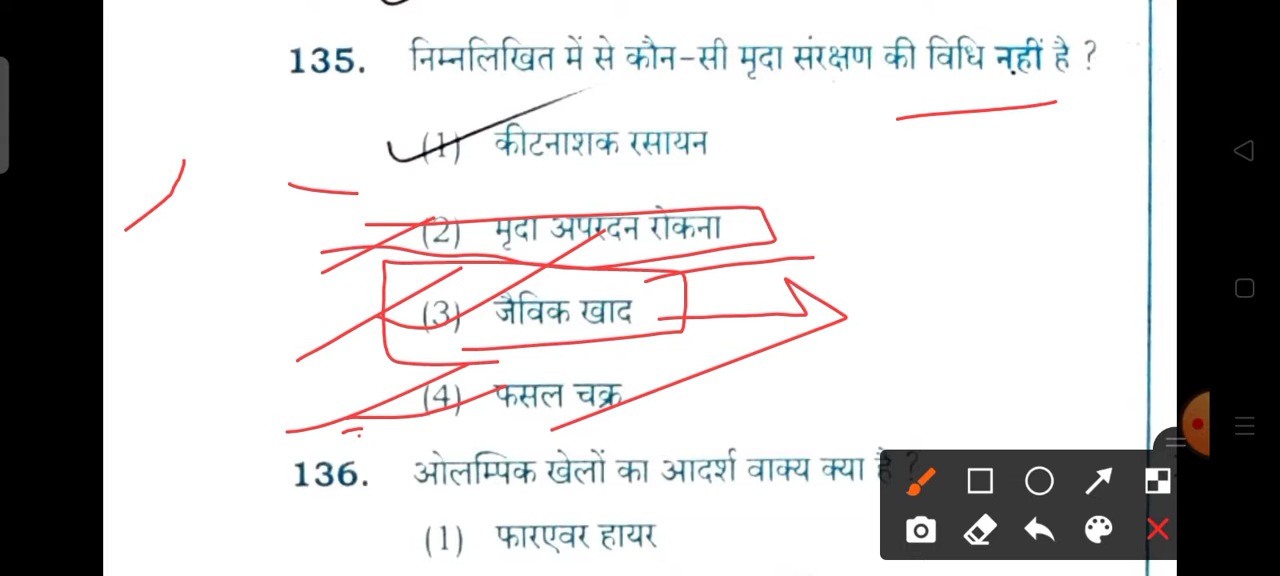 135. निम्नलिखित में से कौन-सी मृदा संरक्षण की विधि नहीं है ?
(1) कीटनाशक रसायन
(2) मृदा अपरदन रोकना
(3) जैविक खाद
(4) फसल चक्र
136. ओलम्पिक खेलों का आदर्श वाक्य क्या है ?
(1) फारएवर हायर